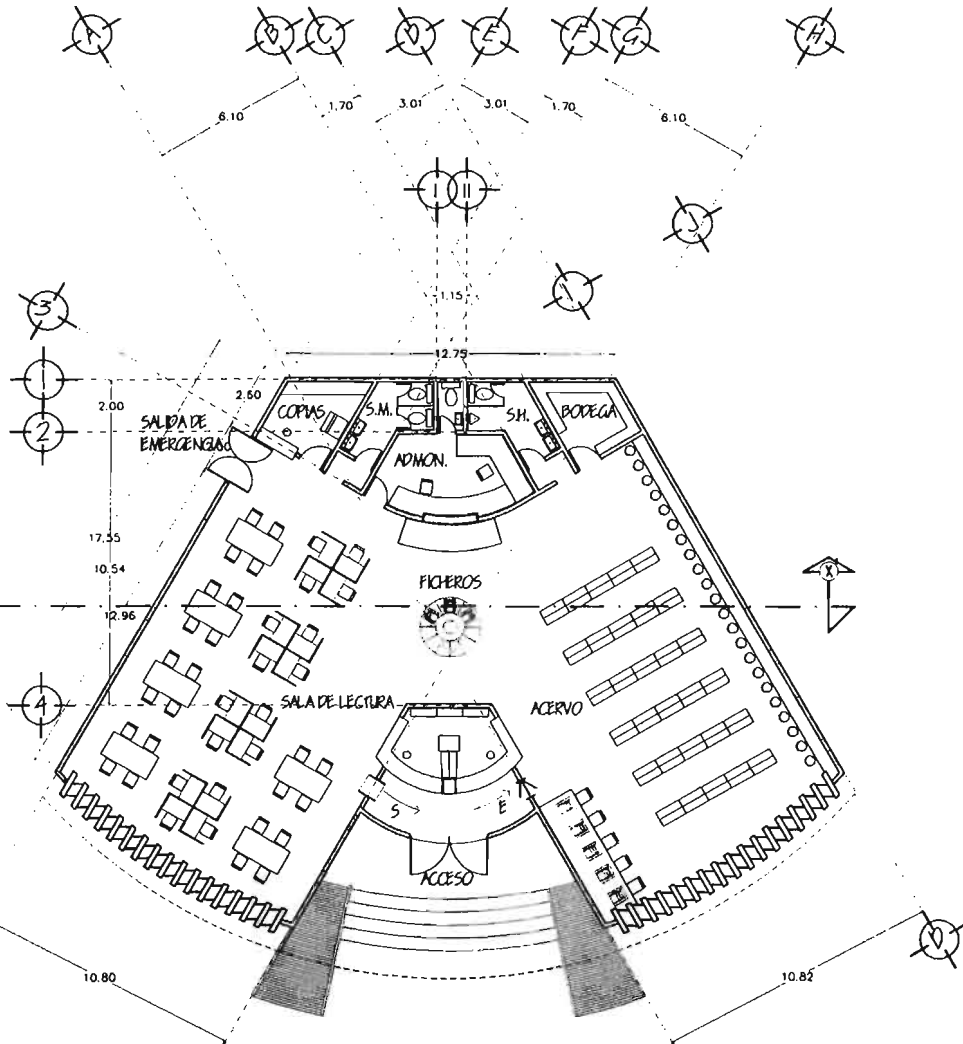 A B C D E F G H
6.10 1.70 3.01 3.01 1.70 6.10
I II
J
1.15
3
12.75
1
2.00
2.60
2
SALIDA DE
EMERGENCIA
COPIAS
S.M.
S.H.
BODEGA
ADMON.
17.55
10.54
12.96
FICHEROS
X
4
SALA DE LECTURA
ACERVO
S
E
ACCESO
10.80
10.82